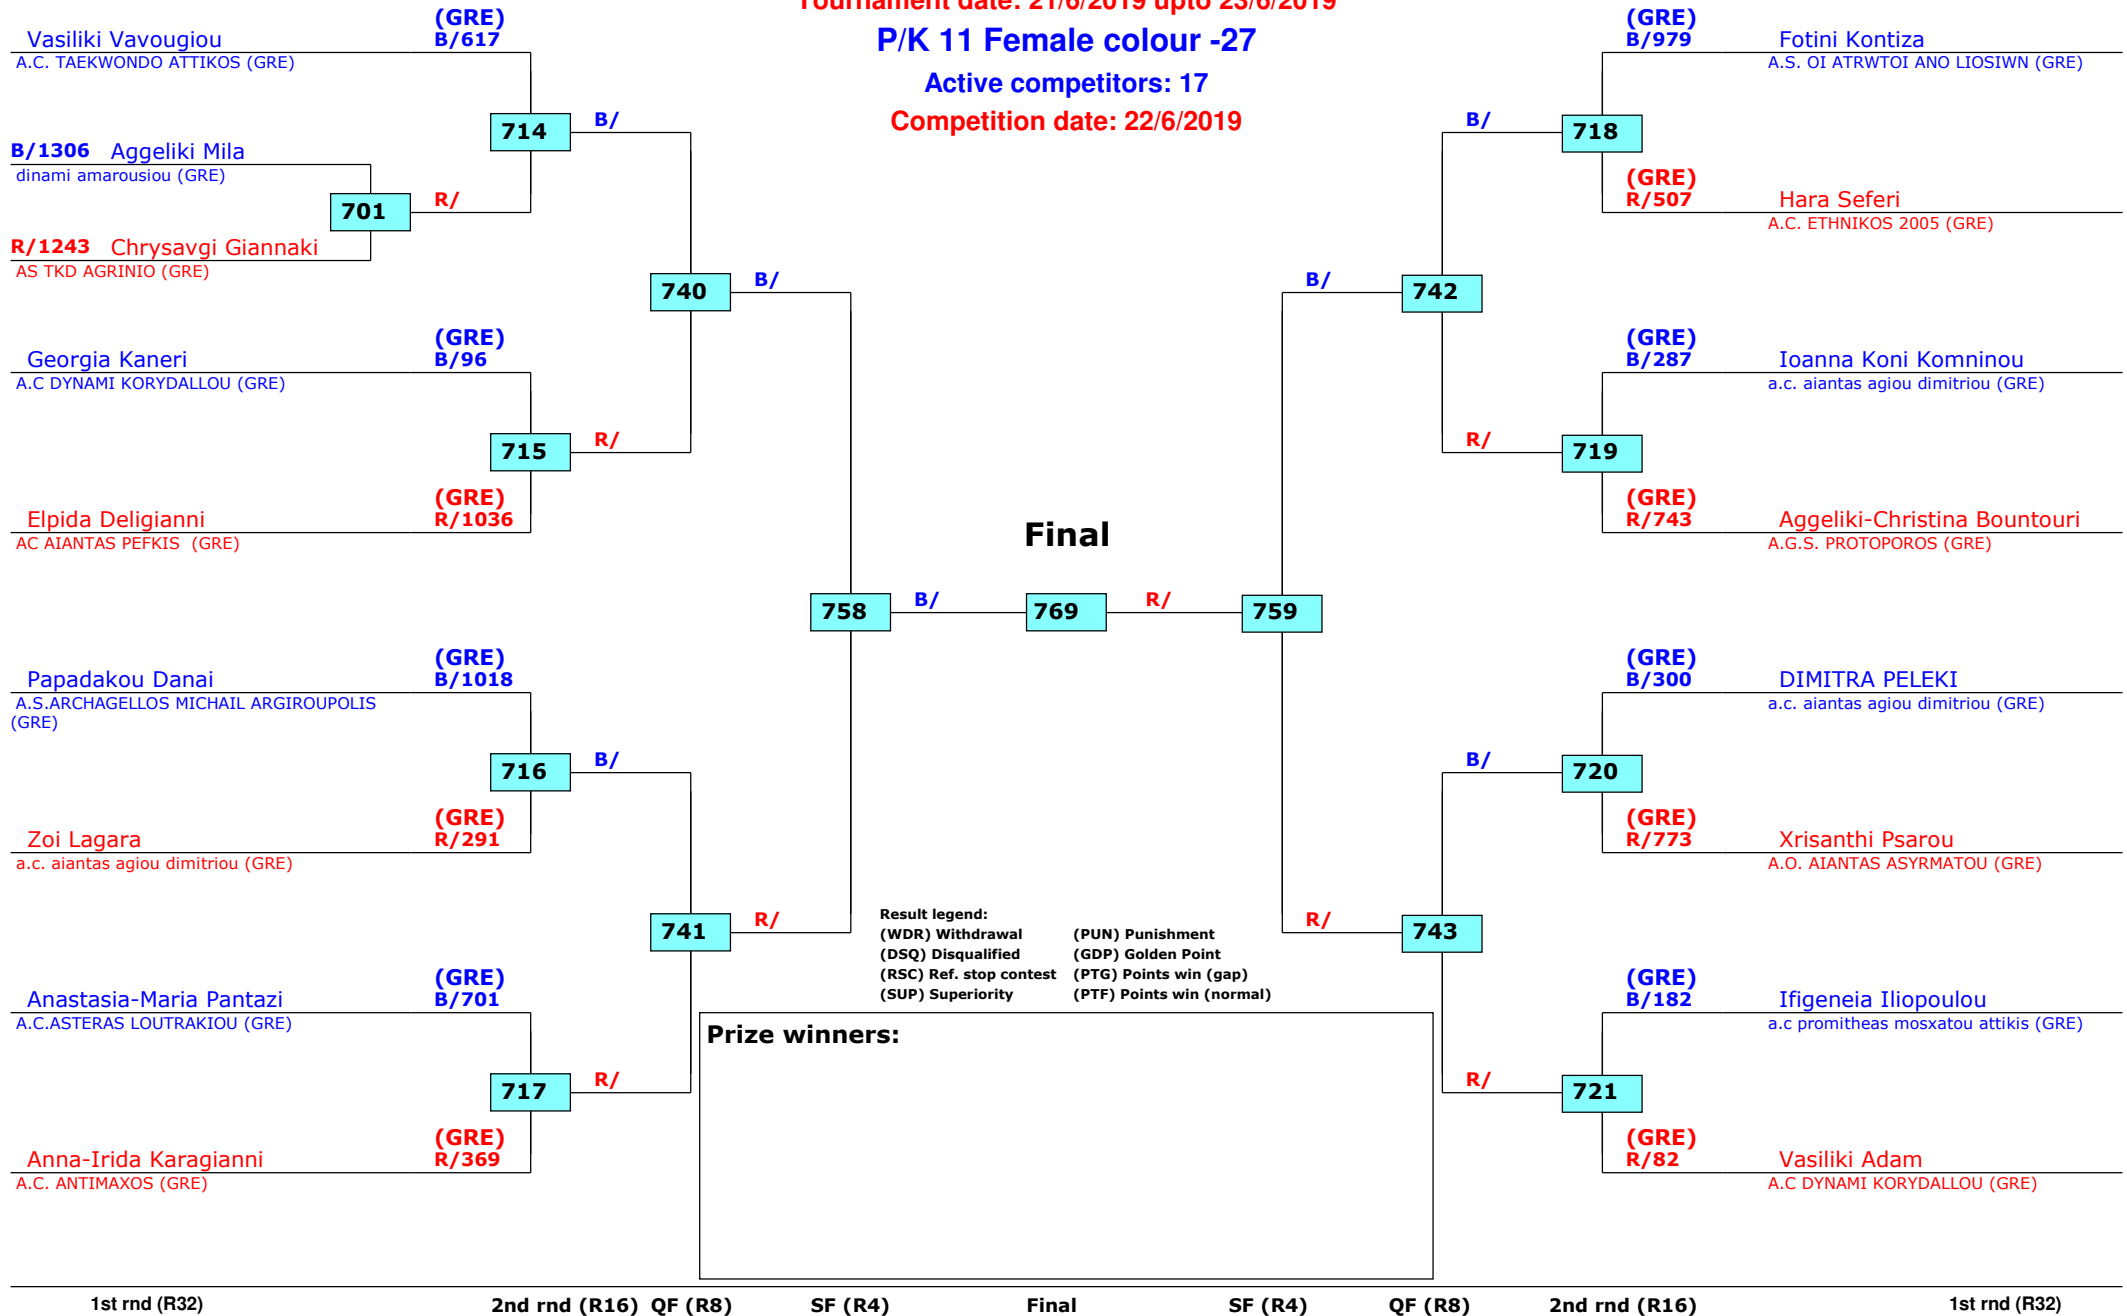 Tournament date: 21/6/2019 upto 23/6/2019
P/K 11 Female colour -27
Active competitors: 17
Competition date: 22/6/2019
(GRE)
Vasiliki Vavougiou B/617
A.C. TAEKWONDO ATTIKOS (GRE)
714 B/
B/1306 Aggeliki Mila
dinami amarousiou (GRE)
701 R/
R/1243 Chrysavgi Giannaki
AS TKD AGRINIO (GRE)
740 B/
(GRE)
Georgia Kaneri B/96
A.C DYNAMI KORYDALLOU (GRE)
715 R/
(GRE)
Elpida Deligianni R/1036
AC AIANTAS PEFKIS (GRE)
758 B/
(GRE)
Papadakou Danai B/1018
A.S.ARCHAGELLOS MICHAIL ARGIROUPOLIS
(GRE)
716 B/
(GRE)
Zoi Lagara R/291
a.c. aiantas agiou dimitriou (GRE)
741 R/
(GRE)
Anastasia-Maria Pantazi B/701
A.C.ASTERAS LOUTRAKIOU (GRE)
717 R/
(GRE)
Anna-Irida Karagianni R/369
A.C. ANTIMAXOS (GRE)
Final
769
(GRE)
B/979 Fotini Kontiza
A.S. OI ATRWTOI ANO LIOSIWN (GRE)
B/ 718
(GRE)
R/507 Hara Seferi
A.C. ETHNIKOS 2005 (GRE)
B/ 742
(GRE)
B/287 Ioanna Koni Komninou
a.c. aiantas agiou dimitriou (GRE)
R/ 719
(GRE)
R/743 Aggeliki-Christina Bountouri
A.G.S. PROTOPOROS (GRE)
R/ 759
(GRE)
B/300 DIMITRA PELEKI
a.c. aiantas agiou dimitriou (GRE)
B/ 720
(GRE)
R/773 Xrisanthi Psarou
A.O. AIANTAS ASYRMATOU (GRE)
R/ 743
(GRE)
B/182 Ifigeneia Iliopoulou
a.c promitheas mosxatou attikis (GRE)
R/ 721
(GRE)
R/82 Vasiliki Adam
A.C DYNAMI KORYDALLOU (GRE)
Result legend:
(WDR) Withdrawal (PUN) Punishment
(DSQ) Disqualified (GDP) Golden Point
(RSC) Ref. stop contest (PTG) Points win (gap)
(SUP) Superiority (PTF) Points win (normal)
Prize winners:
1st rnd (R32) 2nd rnd (R16) QF (R8) SF (R4) Final SF (R4) QF (R8) 2nd rnd (R16) 1st rnd (R32)